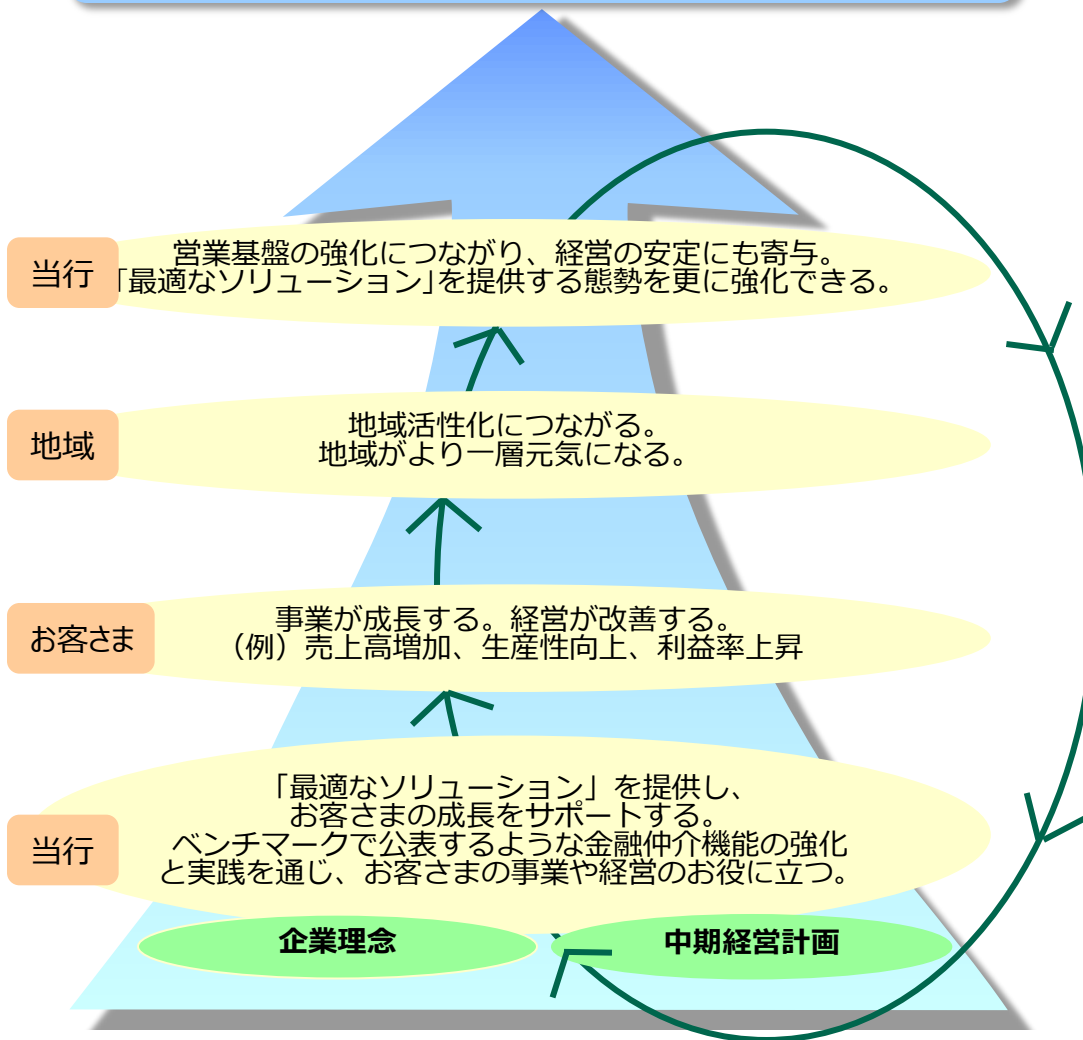 当行
営業基盤の強化につながり、経営の安定にも寄与。
「最適なソリューション」を提供する態勢を更に強化できる。
地域
地域活性化につながる。
地域がより一層元気になる。
お客さま
事業が成長する。経営が改善する。
（例）売上高増加、生産性向上、利益率上昇
当行
「最適なソリューション」を提供し、
お客さまの成長をサポートする。
ベンチマークで公表するような金融仲介機能の強化
と実践を通じ、お客さまの事業や経営のお役に立つ。
企業理念
中期経営計画